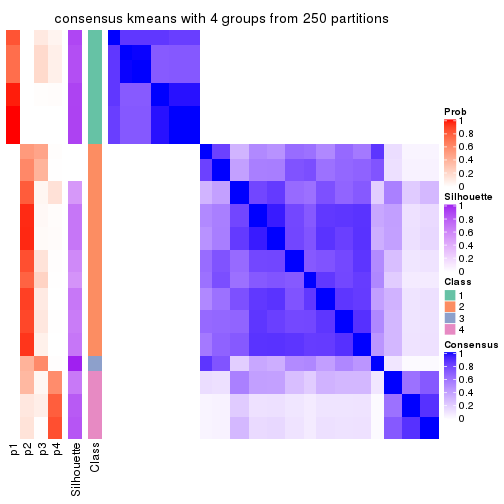 consensus kmeans with 4 groups from 250 partitions
Prob
1
0.8
0.6
0.4
0.2
0
Silhouette
1
0.8
0.6
0.4
0.2
0
Class
1
2
3
4
Consensus
1
0.8
0.6
0.4
0.2
0
p1
p2
p3
p4
Silhouette
Class